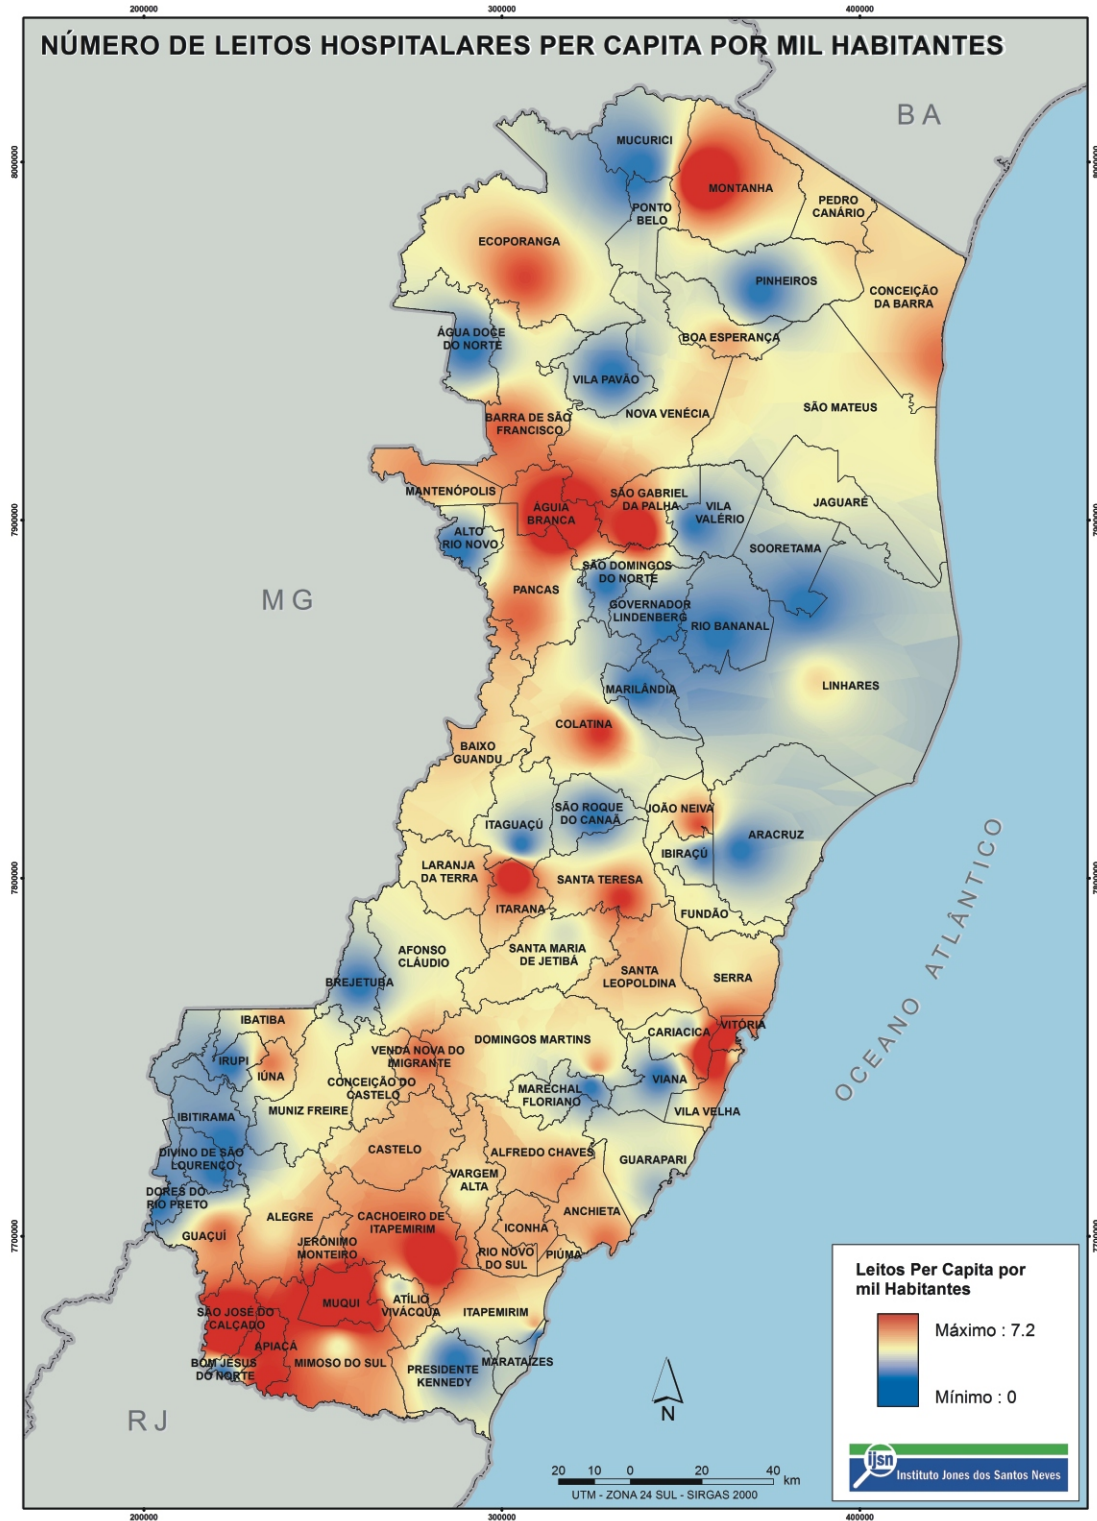 200000
300000
400000
NÚMERO DE LEITOS HOSPITALARES PER CAPITA POR MIL HABITANTES
BA
8000000
8000000
MUCURICI
MONTANHA
PONTO
BELO
PEDRO
CANÁRIO
ECOPORANGA
PINHEIROS
CONCEIÇÃO
DA BARRA
ÁGUA DOCE
DO NORTE
BOA ESPERANÇA
VILA PAVÃO
NOVA VENÉCIA
SÃO MATEUS
BARRA DE SÃO
FRANCISCO
MANTENÓPOLIS
SÃO GABRIEL
DA PALHA
JAGUARÉ
ÁGUIA
BRANCA
VILA
VALÉRIO
7900000
7900000
ALTO
RIO NOVO
SOORETAMA
SÃO DOMINGOS
DO NORTE
MG
PANCAS
GOVERNADOR
LINDENBERG
RIO BANANAL
MARILÂNDIA
LINHARES
COLATINA
BAIXO
GUANDU
SÃO ROQUE
DO CANAÃ
JOÃO NEIVA
ITAGUAÇÚ
ARACRUZ
IBIRAÇÚ
LARANJA
DA TERRA
SANTA TERESA
7800000
7800000
ITARANA
FUNDÃO
AFONSO
CLÁUDIO
SANTA MARIA
DE JETIBÁ
SANTA
LEOPOLDINA
SERRA
BREJETUBA
OCEANO ATLÂNTICO
IBATIBA
VITÓRIA
CARIACICA
DOMINGOS MARTINS
VENDA NOVA DO
IMIGRANTE
IRUPI
IÚNA
CONCEIÇÃO DO
CASTELO
VIANA
MARECHAL
FLORIANO
MUNIZ FREIRE
VILA VELHA
IBITIRAMA
CASTELO
ALFREDO CHAVES
DIVINO DE SÃO
LOURENÇO
GUARAPARI
VARGEM
ALTA
DORES DO
RIO PRETO
ANCHIETA
ALEGRE
CACHOEIRO DE
ITAPEMIRIM
ICONHA
GUAÇUÍ
7700000
7700000
JERÔNIMO
MONTEIRO
RIO NOVO
DO SUL
PIÚMA
MUQUI
ATÍLIO
VIVÁCQUA
ITAPEMIRIM
SÃO JOSÉ DO
CALÇADO
APIACÁ
BOM JESUS
DO NORTE
MIMOSO DO SUL
PRESIDENTE
KENNEDY
MARATAÍZES
RJ
N
Leitos Per Capita por
mil Habitantes
Máximo : 7.2
Mínimo : 0
ijsn
Instituto Jones dos Santos Neves
20 10 0 20 40 km
UTM - ZONA 24 SUL - SIRGAS 2000
200000
300000
400000